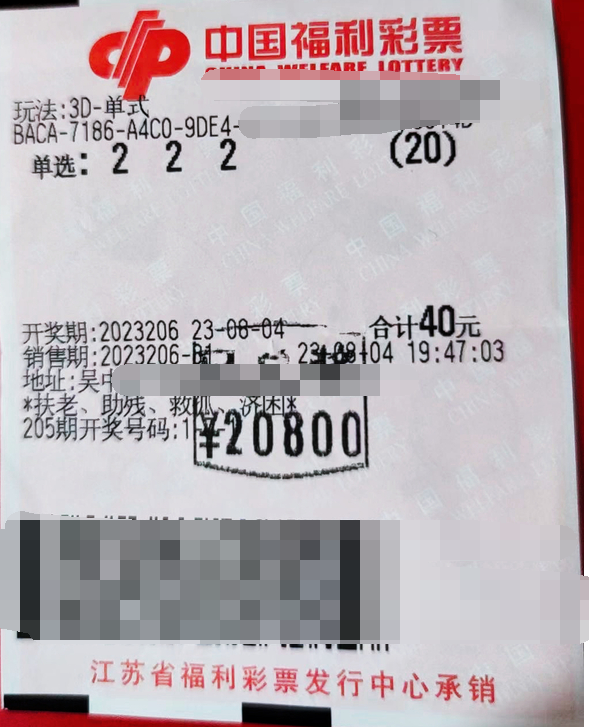 中国福利彩票
CHINA WELFARE LOTTERY
玩法:3D-单式
BACA-7186-A4C0-9DE4-
单选: 2 2 2 (20)
开奖期:2023206 23-08-04 合计40元
销售期:2023206- 23-08-04 19:47:03
地址:吴中
*扶老、助残、救孤、济困*
205期开奖号码:1
¥20800
江苏省福利彩票发行中心承销